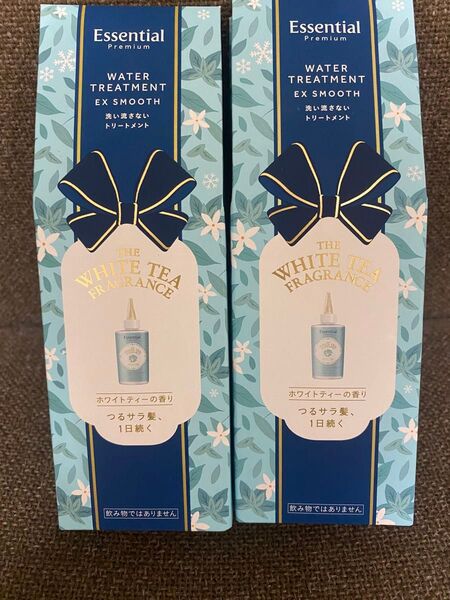 Essential
Premium
WATER
TREATMENT
EX SMOOTH
洗い流さない
トリートメント
THE
WHITE TEA
FRAGRANCE
Essential
ホワイトティーの香り
つるサラ髪、
1日続く
飲み物ではありません
Essential
Premium
WATER
TREATMENT
EX SMOOTH
洗い流さない
トリートメント
THE
WHITE TEA
FRAGRANCE
Essential
ホワイトティーの香り
つるサラ髪、
1日続く
飲み物ではありません